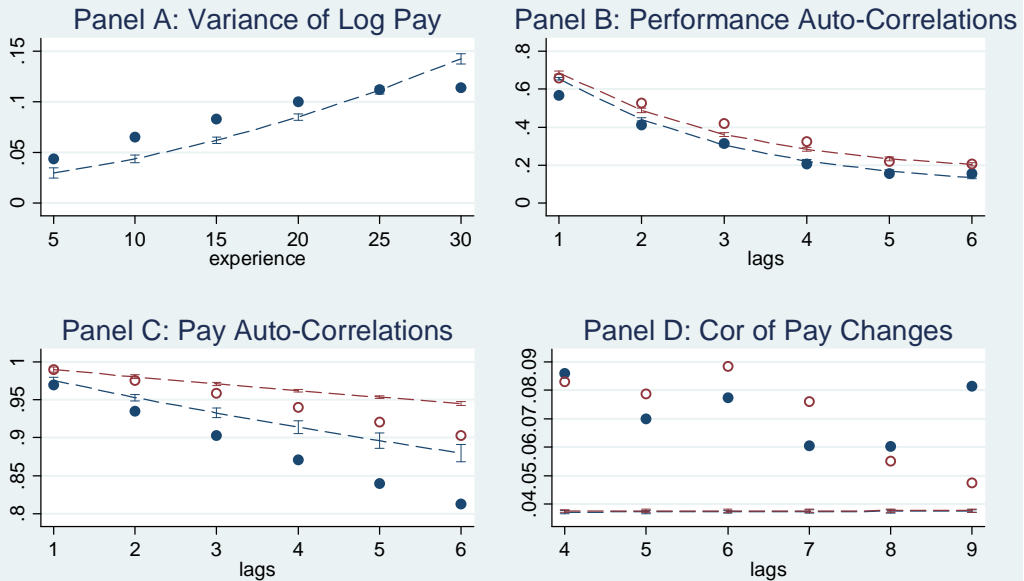 Panel A: Variance of Log Pay
.15
.1
.05
0
5 10 15 20 25 30
experience
Panel B: Performance Auto-Correlations
.8
.6
.4
.2
0
1 2 3 4 5 6
lags
Panel C: Pay Auto-Correlations
1
.95
.9
.85
.8
1 2 3 4 5 6
lags
Panel D: Cor of Pay Changes
.04.05.06.07.08.09
4 5 6 7 8 9
lags